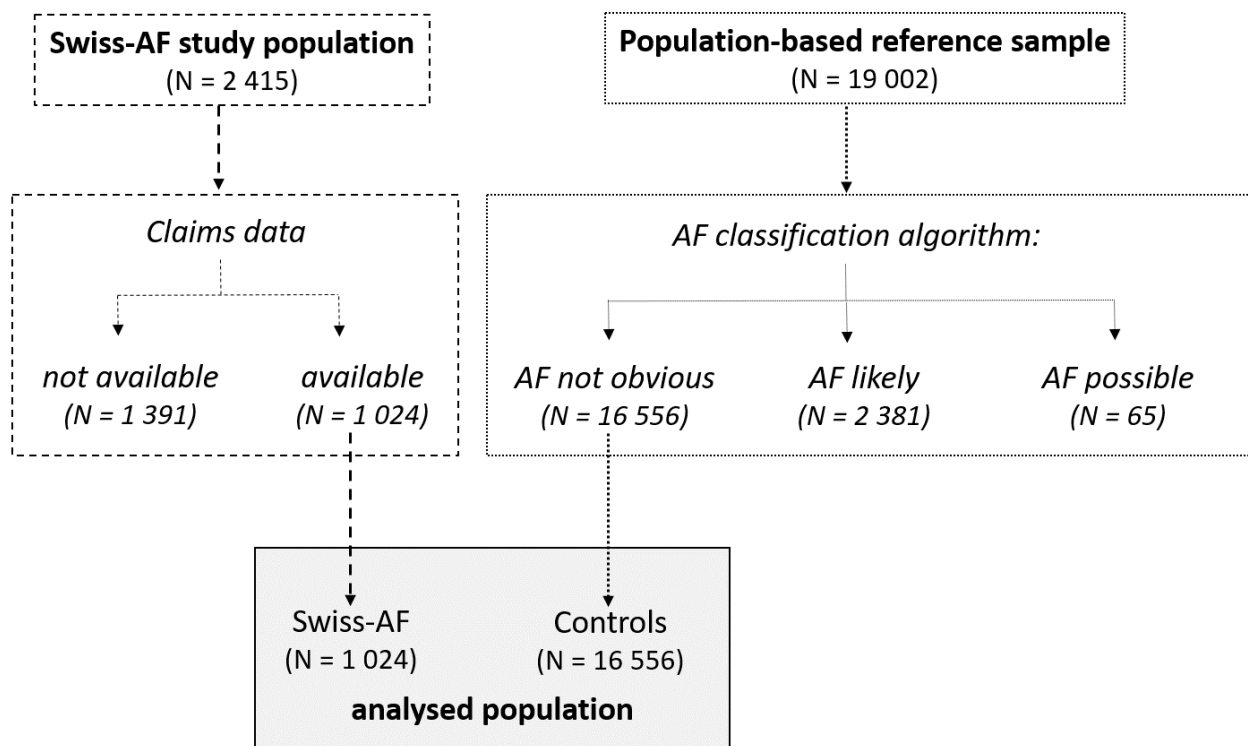 Swiss-AF study population
(N = 2 415)
Population-based reference sample
(N = 19 002)
Claims data
not available
(N = 1 391)
available
(N = 1 024)
AF classification algorithm:
AF not obvious
(N = 16 556)
AF likely
(N = 2 381)
AF possible
(N = 65)
Swiss-AF
(N = 1 024)
Controls
(N = 16 556)
analysed population